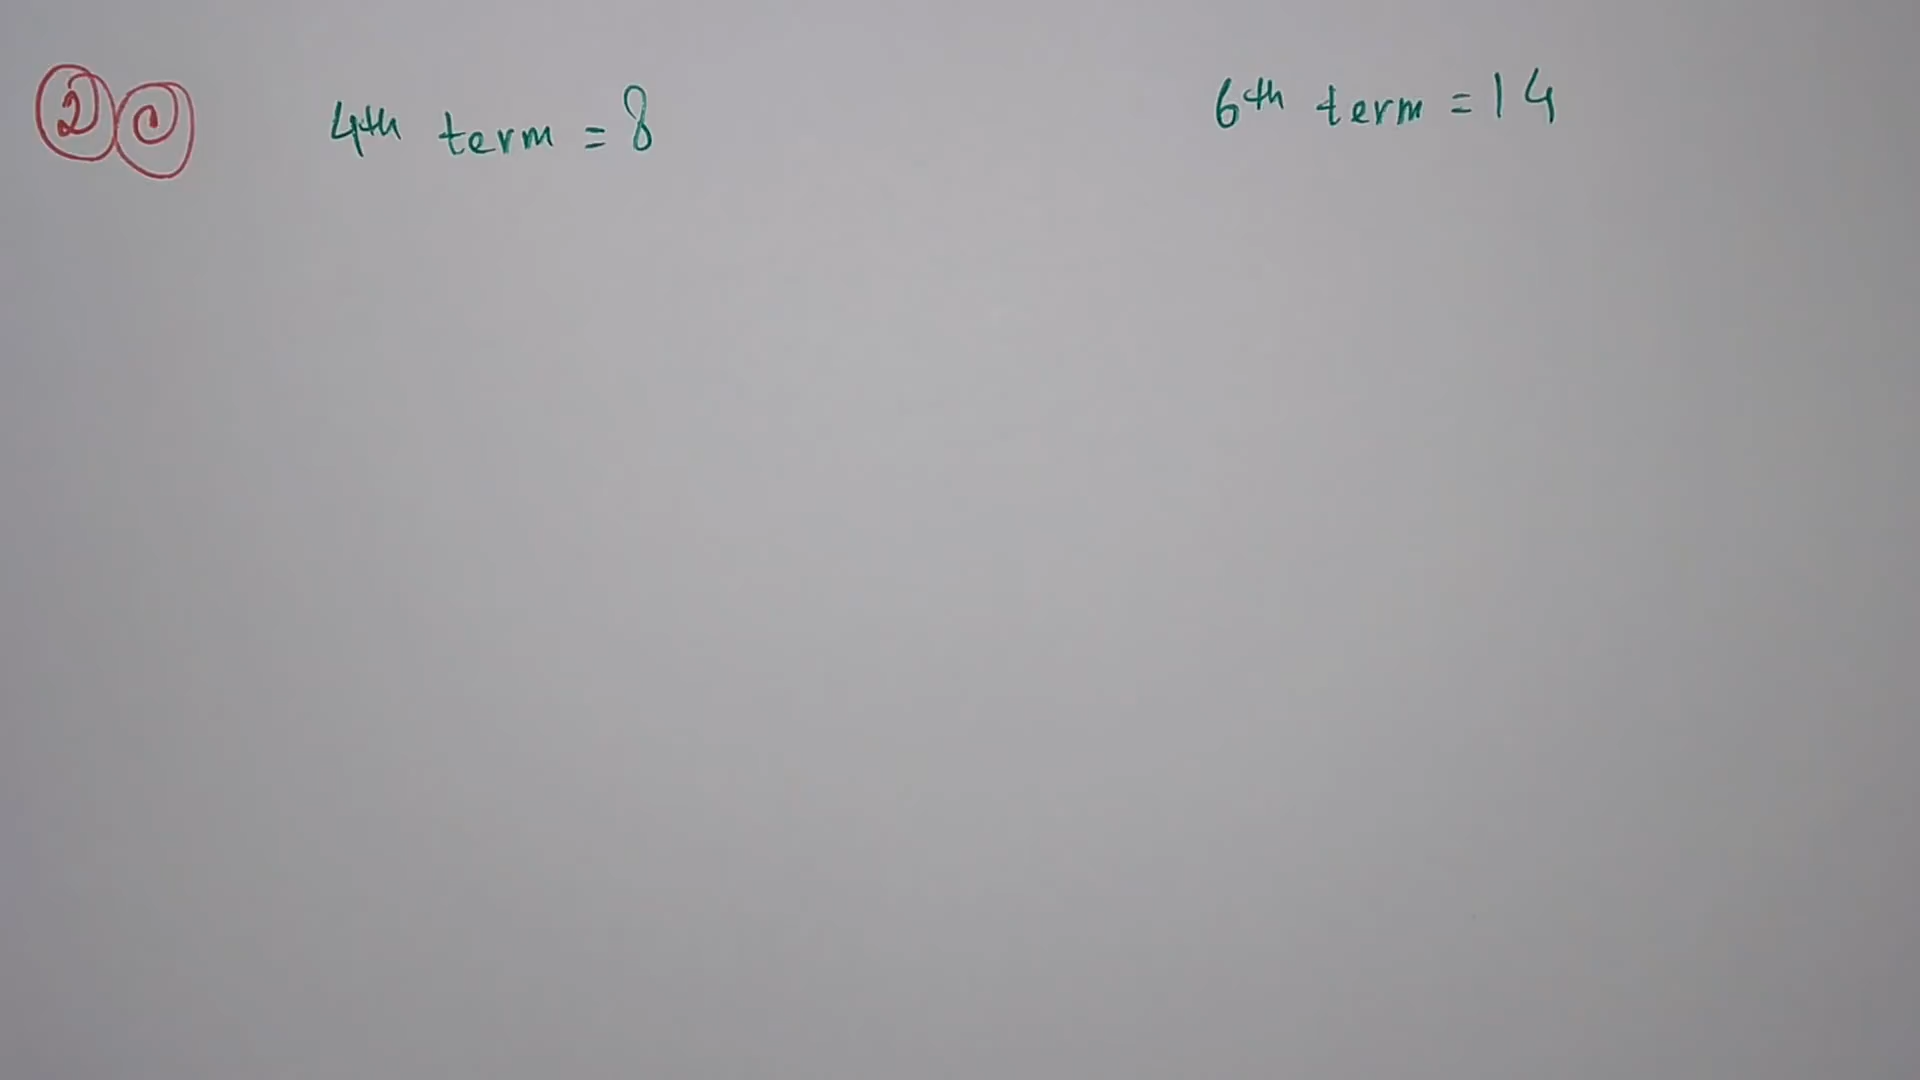 2 c 4th term = 8 6th term = 14